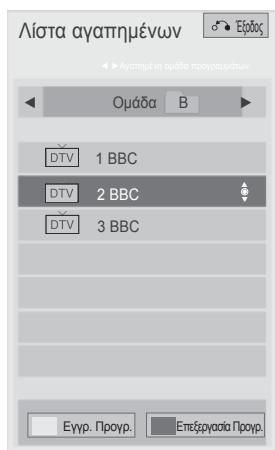 Λίστα αγαπημένων
Έξοδος
Αγαπημένη ομάδα προγραμμάτων
Ομάδα B
DTV 1 BBC
DTV 2 BBC
DTV 3 BBC
Εγγρ. Προγρ.
Επεξεργασία Προγρ.